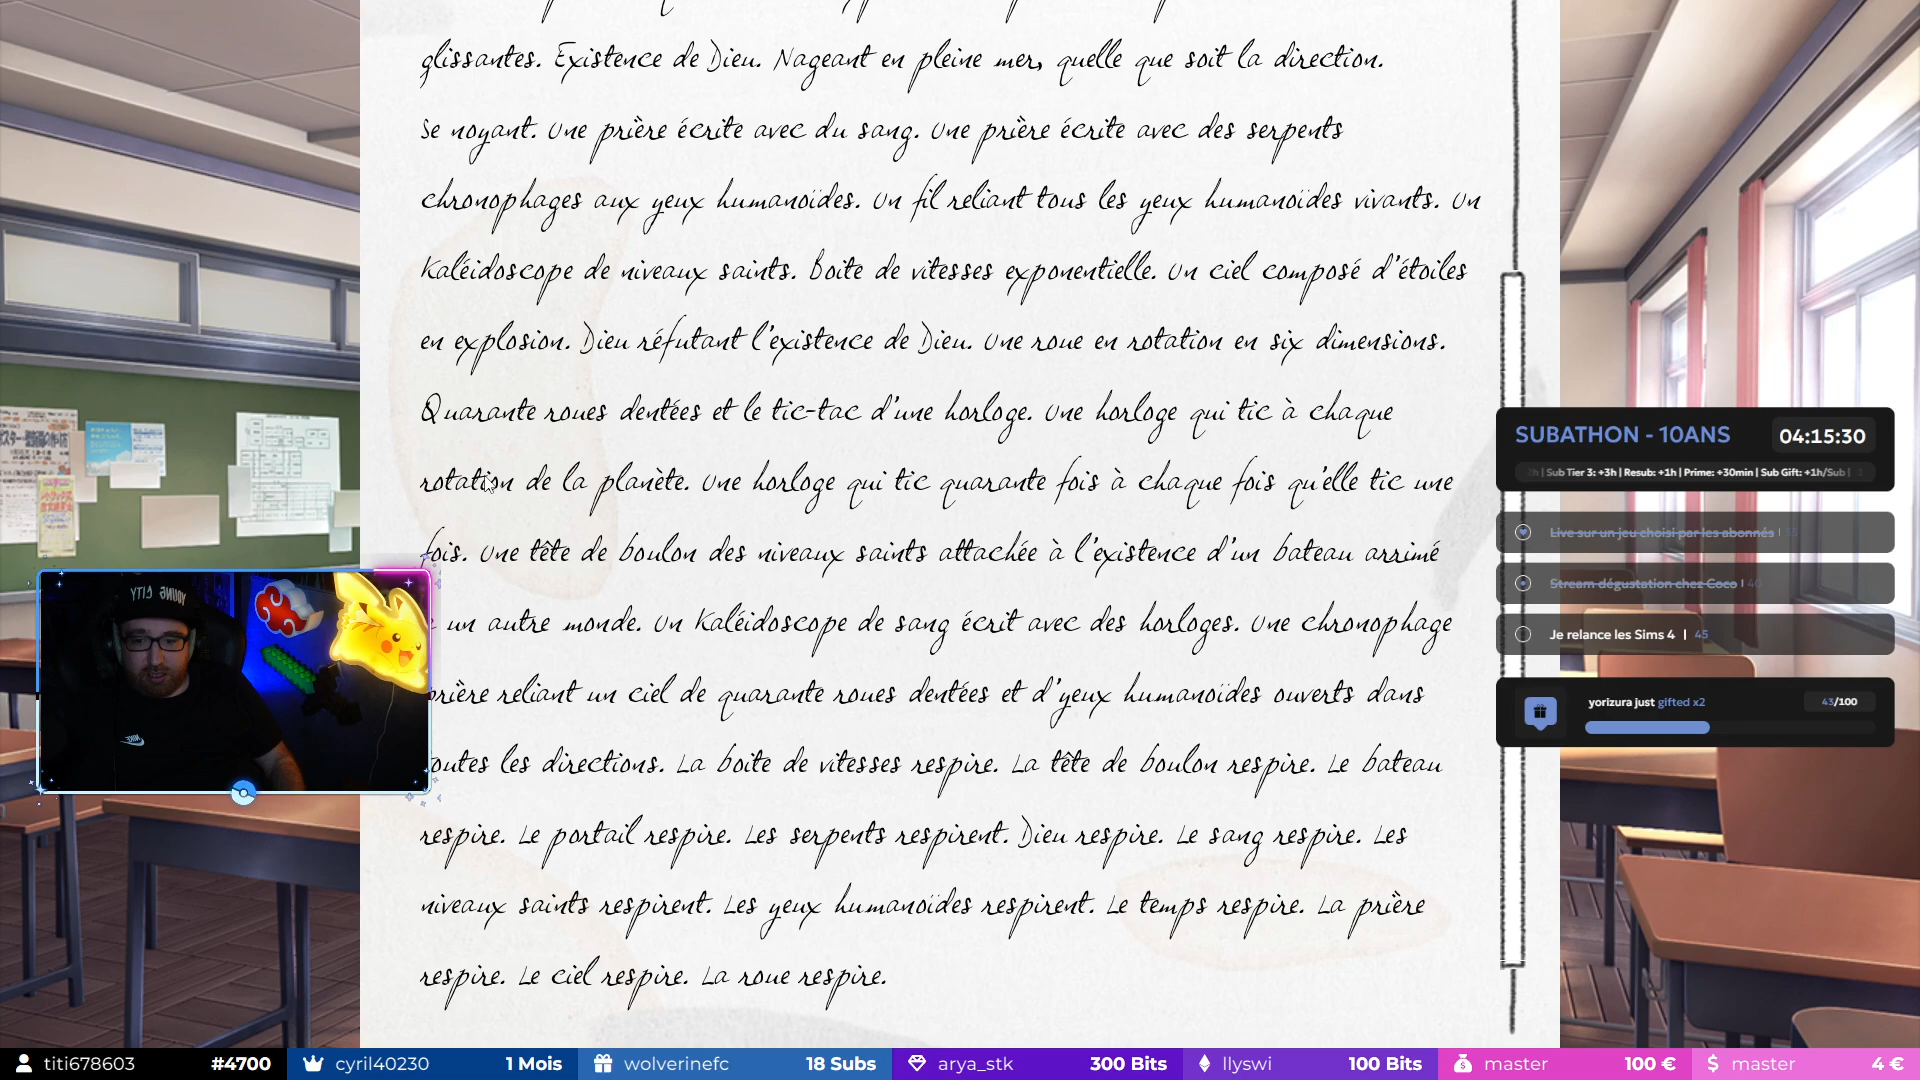 glissantes. Existence de Dieu. Nageant en pleine mer, quelle que soit la direction.
Se noyant. Une prière écrite avec du sang. Une prière écrite avec des serpents
chronophages aux yeux humanoïdes. Un fil reliant tous les yeux humanoïdes vivants. Un
kaléidoscope de niveaux saints. Boite de vitesses exponentielle. Un ciel composé d'étoiles
en explosion. Dieu réfutant l'existence de Dieu. Une roue en rotation en six dimensions.
Quarante roues dentées et le tic-tac d'une horloge. Une horloge qui tic à chaque
rotation de la planète. Une horloge qui tic quarante fois à chaque fois qu'elle tic une
fois. Une tête de boulon des niveaux saints attachée à l'existence d'un bateau arrimé
un autre monde. Un kaléidoscope de sang écrit avec des horloges. Une chronophage
prière reliant un ciel de quarante roues dentées et d'yeux humanoïdes ouverts dans
toutes les directions. La boite de vitesses respire. La tête de boulon respire. Le bateau
respire. Le portail respire. Les serpents respirent. Dieu respire. Le sang respire. Les
niveaux saints respirent. Les yeux humanoïdes respirent. Le temps respire. La prière
respire. Le ciel respire. La roue respire.
YOUNG CITY
SUBATHON - 10ANS 04:15:30
| Sub Tier 3: +3h | Resub: +1h | Prime: +30min | Sub Gift: +1h/Sub |
Live sur un jeu choisi par les abonnés |
Stream dégustation chez Coco | 40
Je relance les Sims 4 | 45
yorizura just gifted x2 43/100
titi678603 #4700 cyril40230 1 Mois wolverinefc 18 Subs arya_stk 300 Bits llyswi 100 Bits master 100 € master 4 €